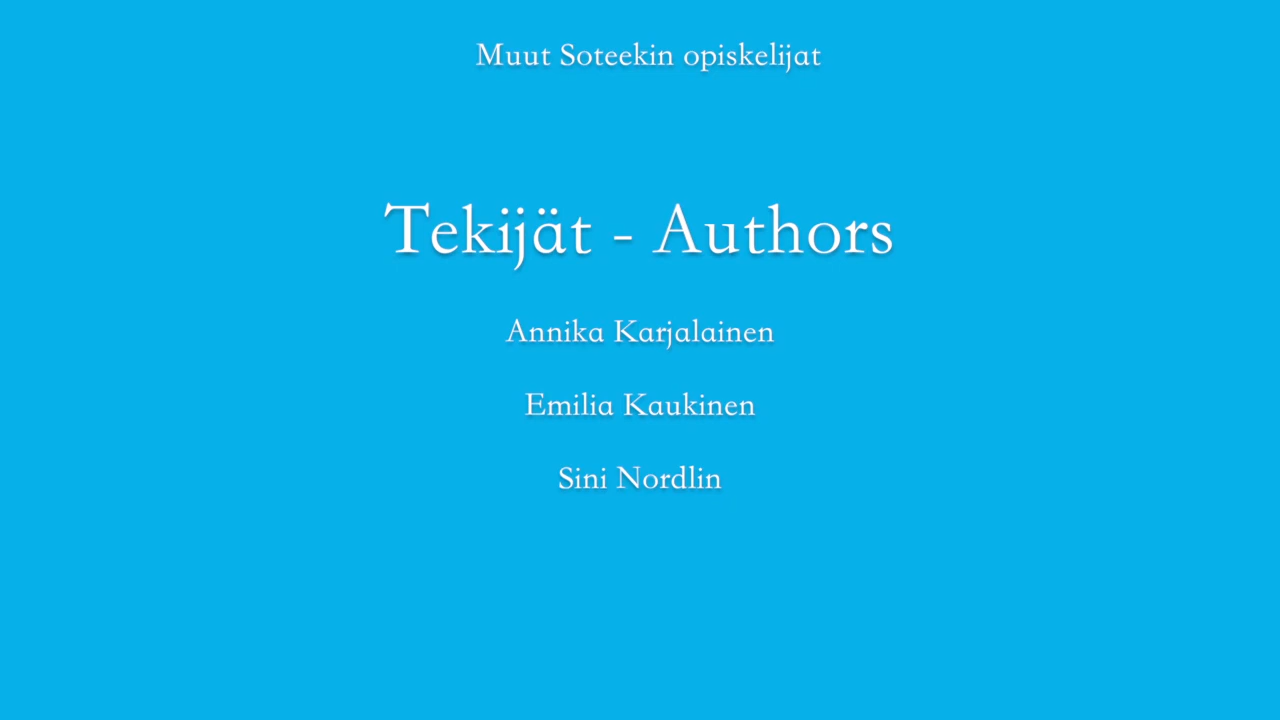 Muut Soteekin opiskelijat
Tekijät - Authors
Annika Karjalainen
Emilia Kaukinen
Sini Nordlin